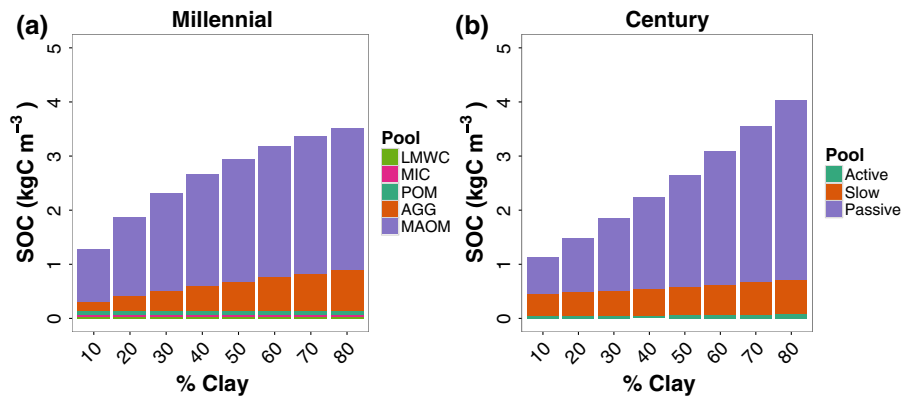 (a) Millennial
SOC (kgC m⁻³ )
5
4
3
2
1
0
10 20 30 40 50 60 70 80
% Clay
Pool
LMWC
MIC
POM
AGG
MAOM
(b) Century
SOC (kgC m⁻³ )
5
4
3
2
1
0
10 20 30 40 50 60 70 80
% Clay
Pool
Active
Slow
Passive